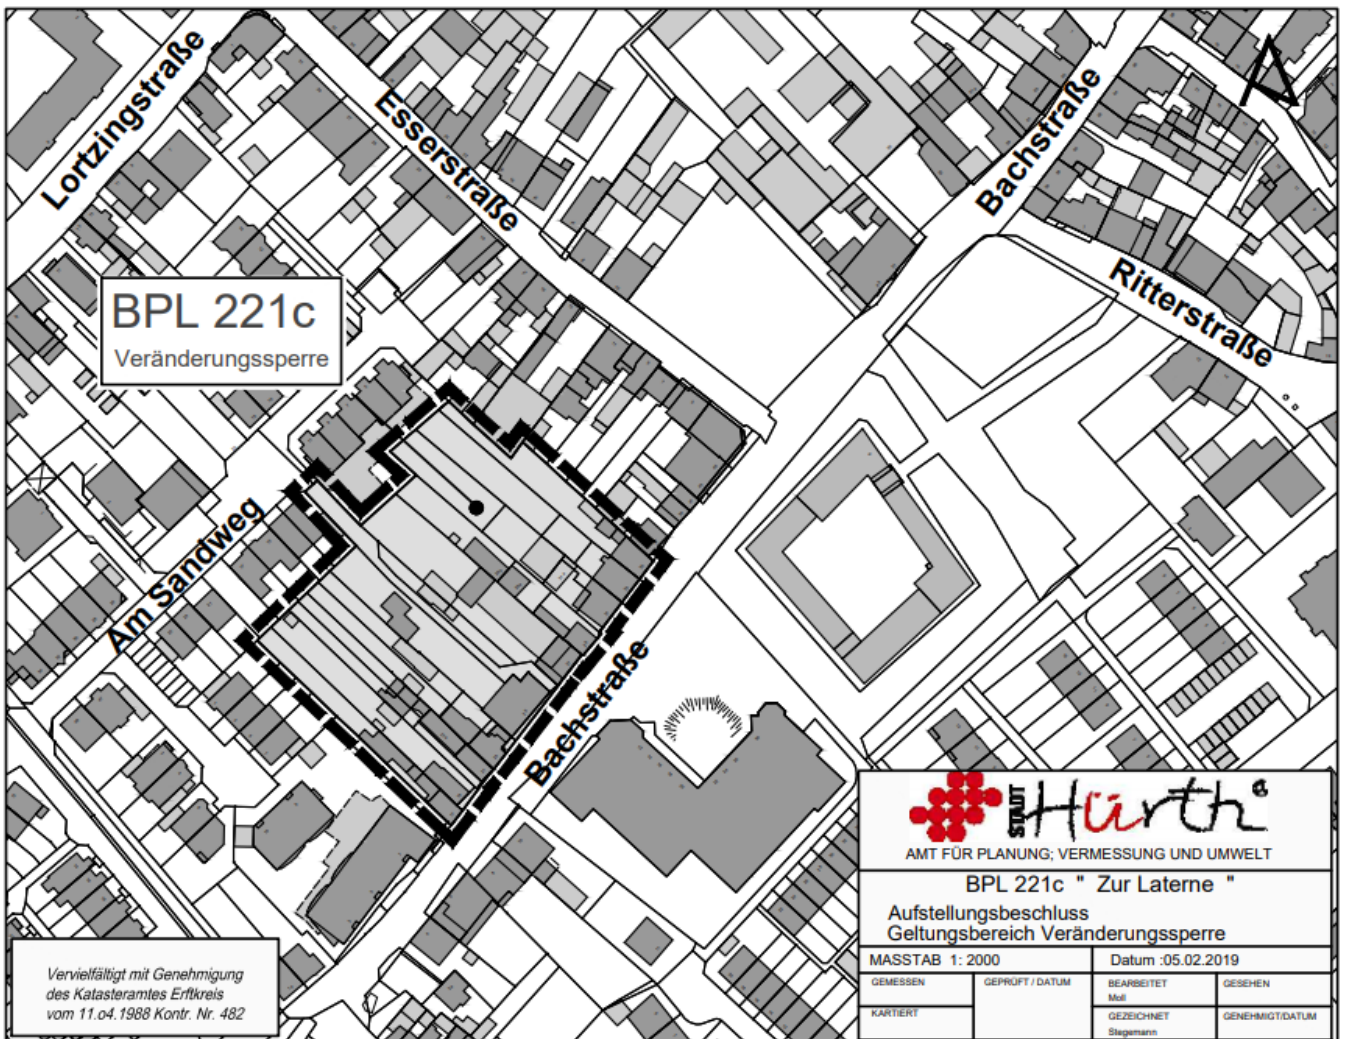 Lortzingstraße
Esserstraße
Bachstraße
Ritterstraße
BPL 221c
Veränderungssperre
Am Sandweg
Bachstraße
STADT Hürth
AMT FÜR PLANUNG; VERMESSUNG UND UMWELT
BPL 221c " Zur Laterne "
Aufstellungsbeschluss
Geltungsbereich Veränderungssperre
MASSTAB 1: 2000
Datum :05.02.2019
GEMESSEN
GEPRÜFT / DATUM
BEARBEITET
Moll
GESEHEN
KARTIERT
GEZEICHNET
Stegemann
GENEHMIGT/DATUM
Vervielfältigt mit Genehmigung
des Katasteramtes Erftkreis
vom 11.o4.1988 Kontr. Nr. 482